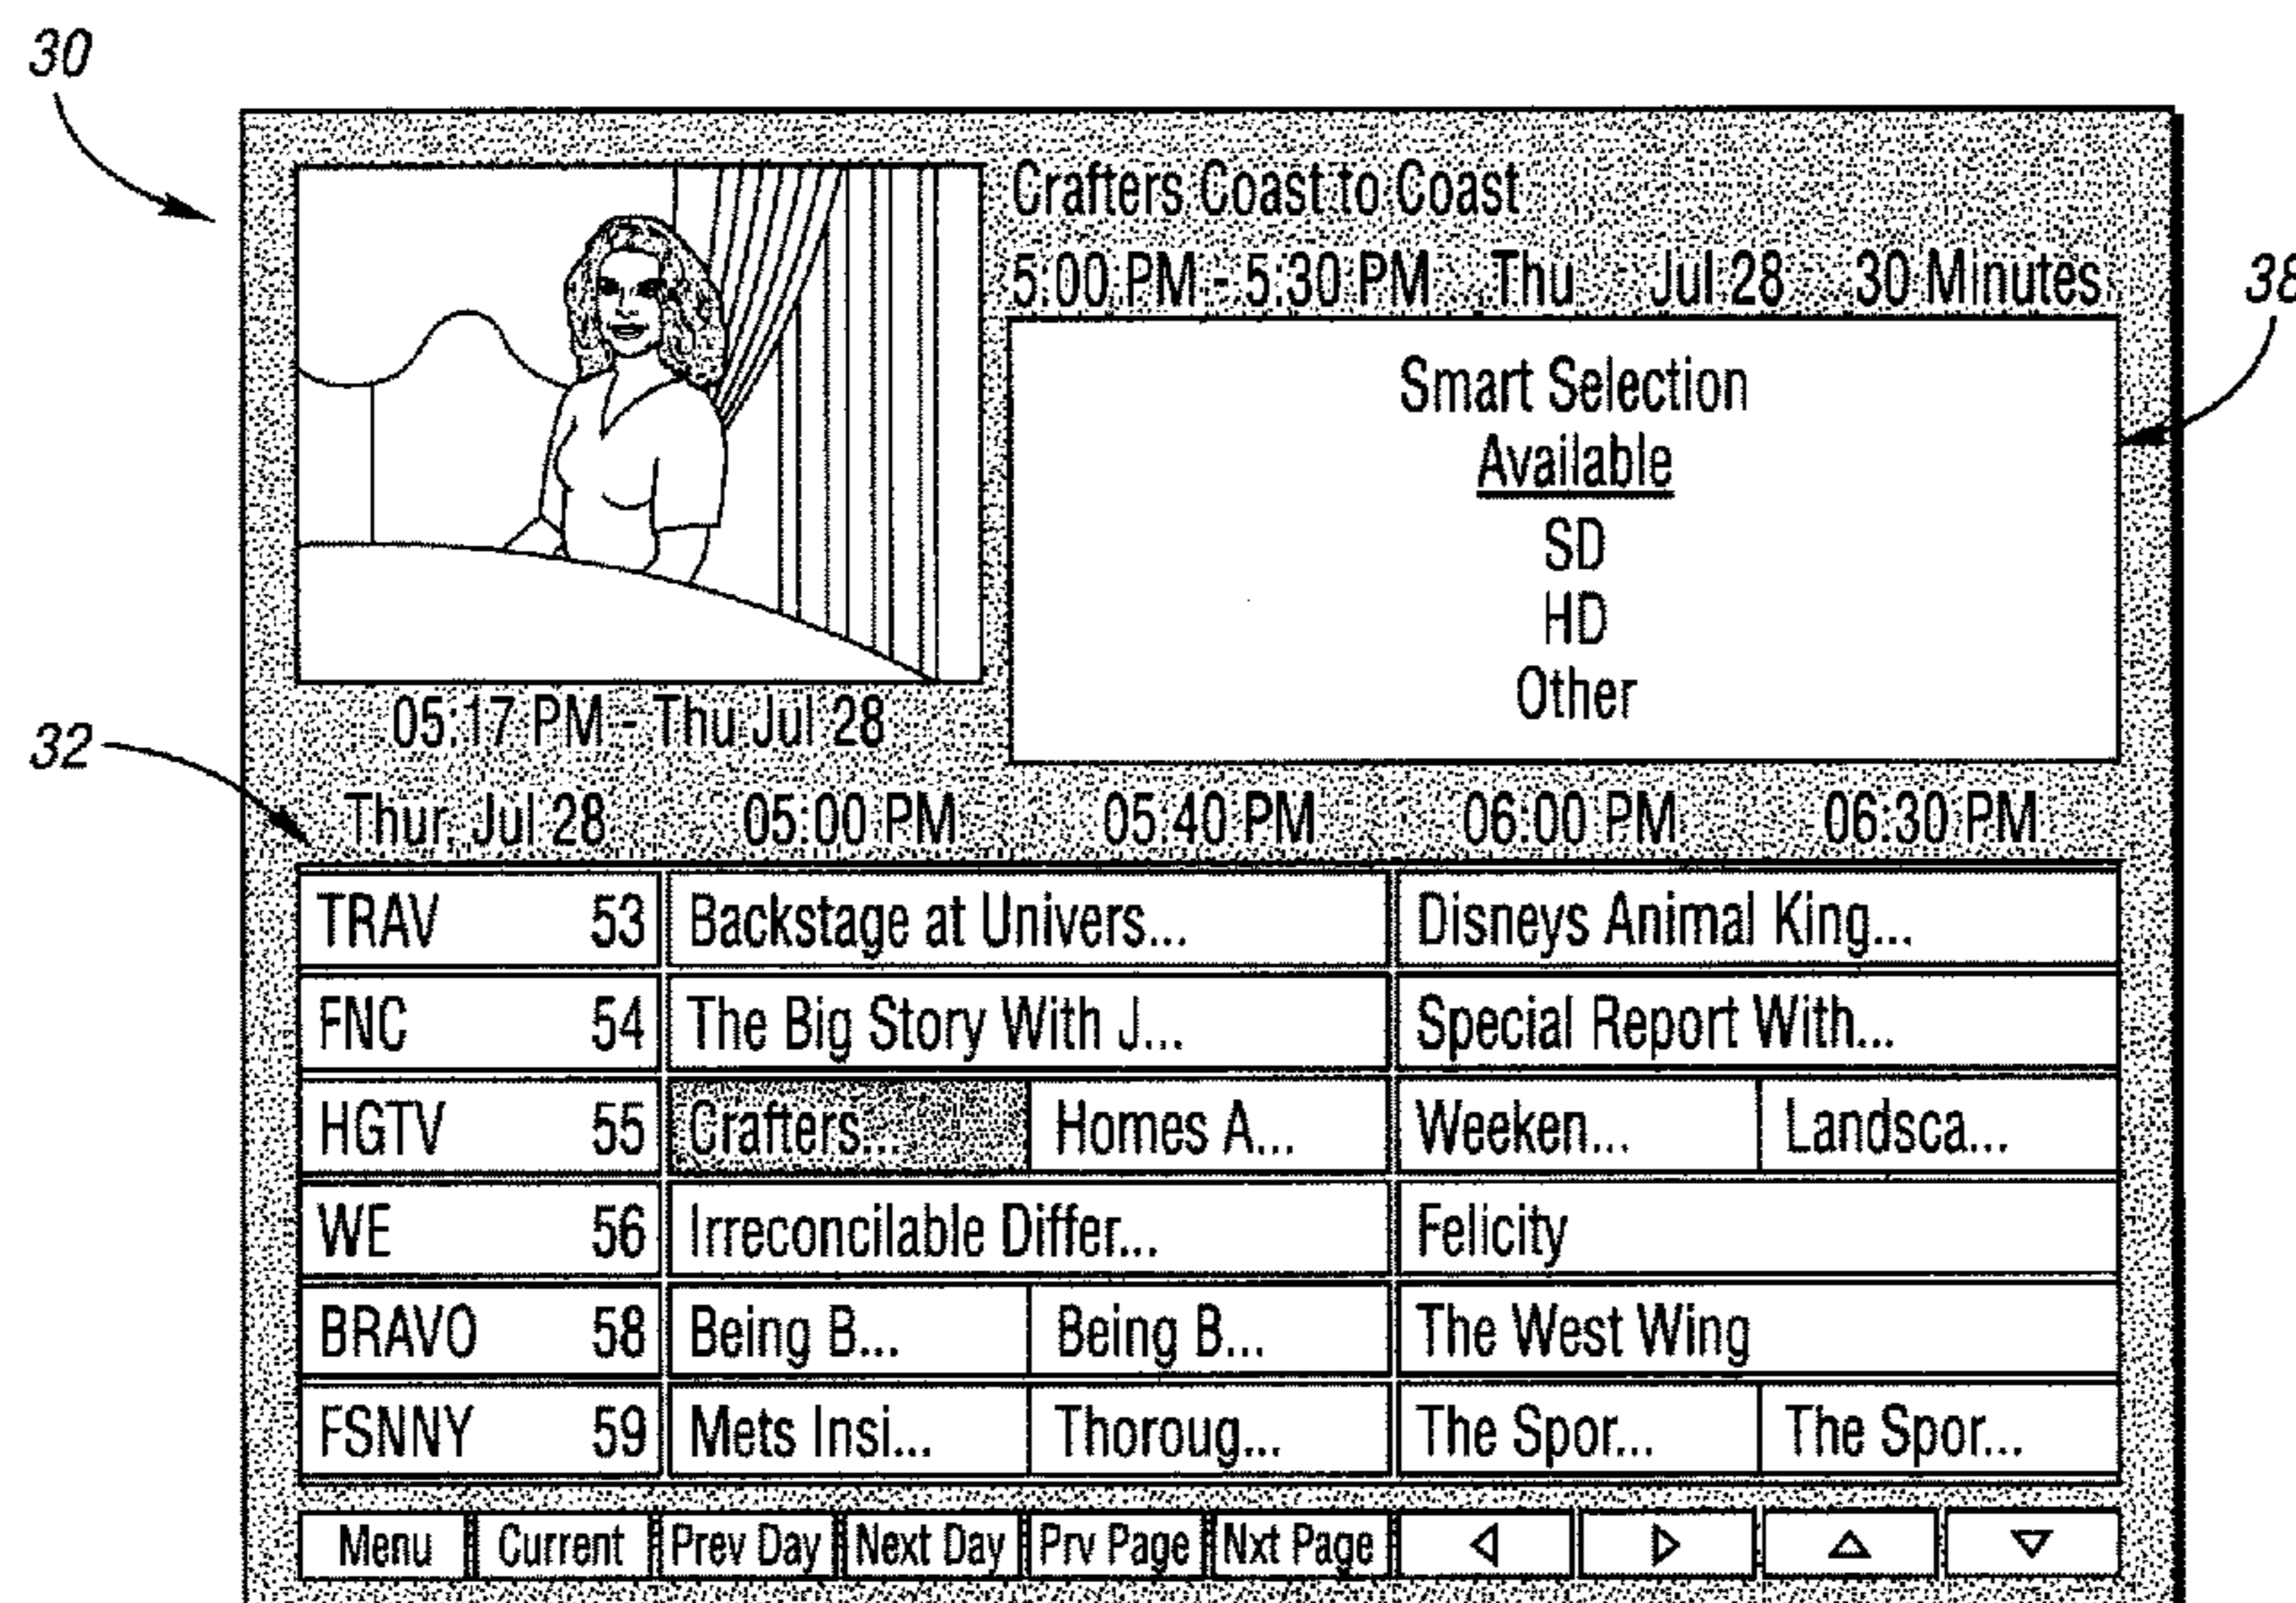 30
Crafters Coast to Coast
5:00 PM - 5:30 PM Thu Jul 28 30 Minutes
38
Smart Selection
Available
SD
HD
Other
05:17 PM - Thu Jul 28
32
Thur, Jul 28 05:00 PM 05:40 PM 06:00 PM 06:30 PM
TRAV 53 Backstage at Univers... Disneys Animal King...
FNC 54 The Big Story With J... Special Report With...
HGTV 55 Crafters... Homes A... Weeken... Landsca...
WE 56 Irreconcilable Differ... Felicity
BRAVO 58 Being B... Being B... The West Wing
FSNNY 59 Mets Insi... Thoroug... The Spor... The Spor...
Menu Current Prev Day Next Day Prv Page Nxt Page